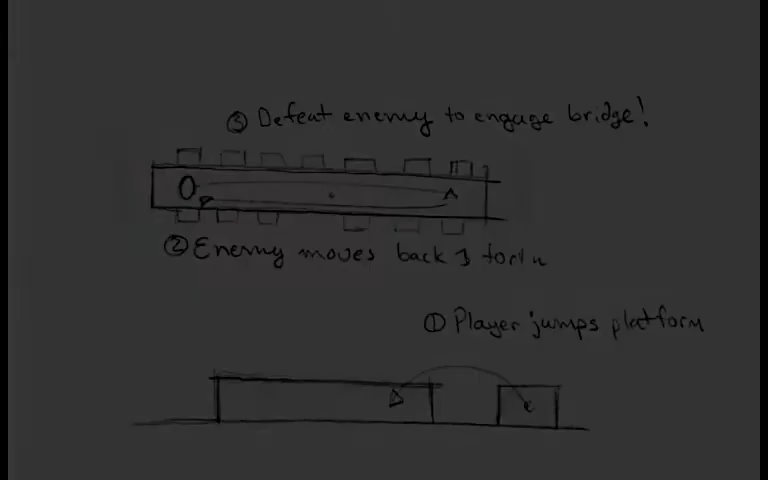 ③ Defeat enemy to engage bridge!
② Enemy moves back & forth
① Player jumps platform